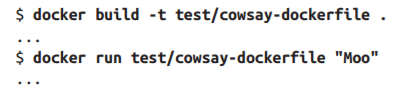 $ docker build -t test/cowsay-dockerfile .
...
$ docker run test/cowsay-dockerfile "Moo"
...